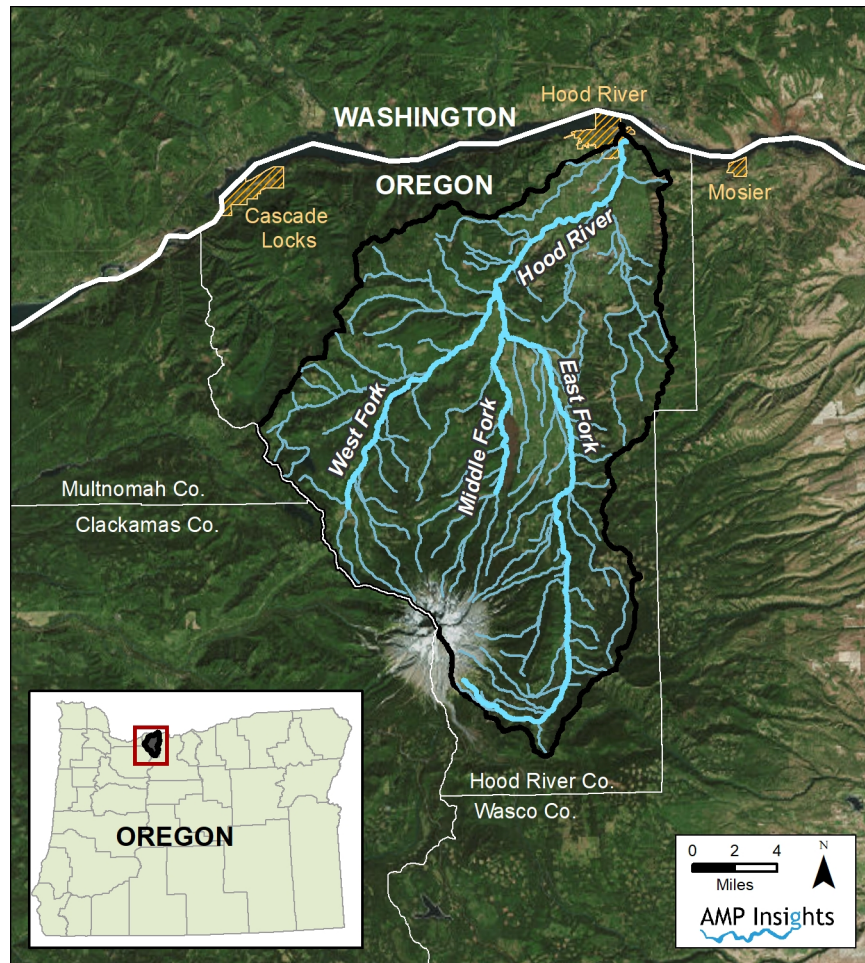 Hood River
WASHINGTON
OREGON
Mosier
Cascade
Locks
Hood River
West Fork
Middle Fork
East Fork
Multnomah Co.
Clackamas Co.
Hood River Co.
Wasco Co.
OREGON
0 2 4
Miles
N
AMP Insights